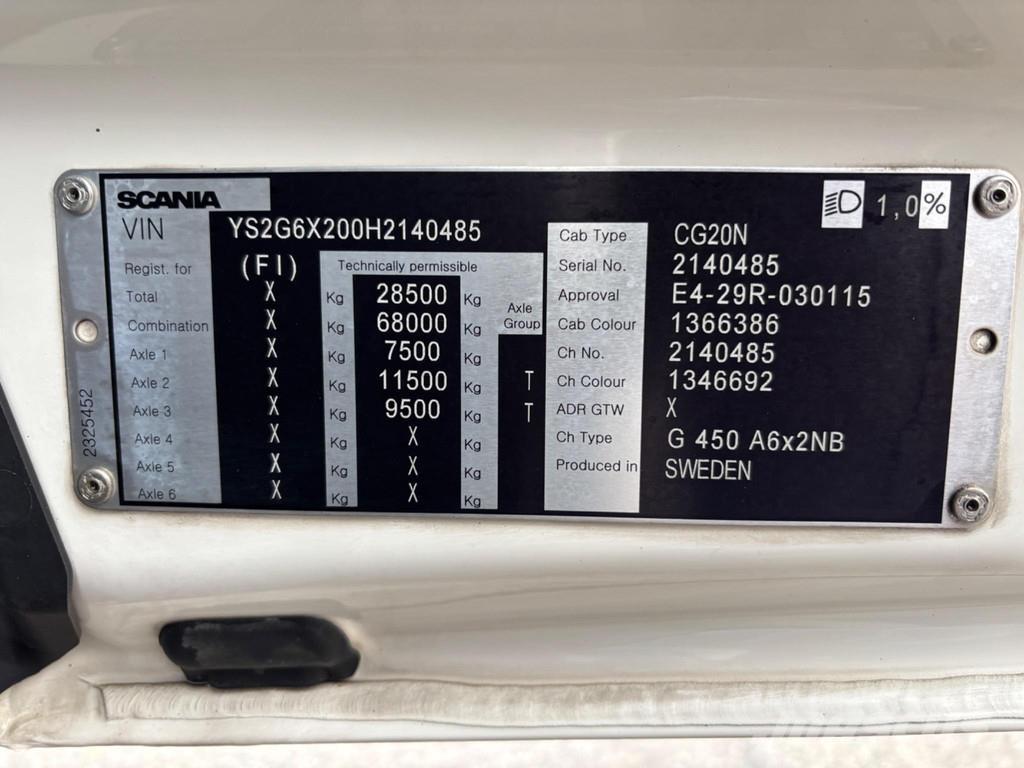 SCANIA
1,0%
VIN YS2G6X200H2140485
Cab Type CG20N
Regist. for (FI) Technically permissible
Serial No. 2140485
Total X Kg 28500 Kg Axle Group
Approval E4-29R-030115
Combination X Kg 68000 Kg
Cab Colour 1366386
Axle 1 X Kg 7500 Kg
Ch No. 2140485
Axle 2 X Kg 11500 Kg T
Ch Colour 1346692
Axle 3 X Kg 9500 Kg T
ADR GTW X
Axle 4 X Kg X Kg
Ch Type G 450 A6x2NB
Axle 5 X Kg X Kg
Produced in SWEDEN
Axle 6 X Kg X Kg
2325452